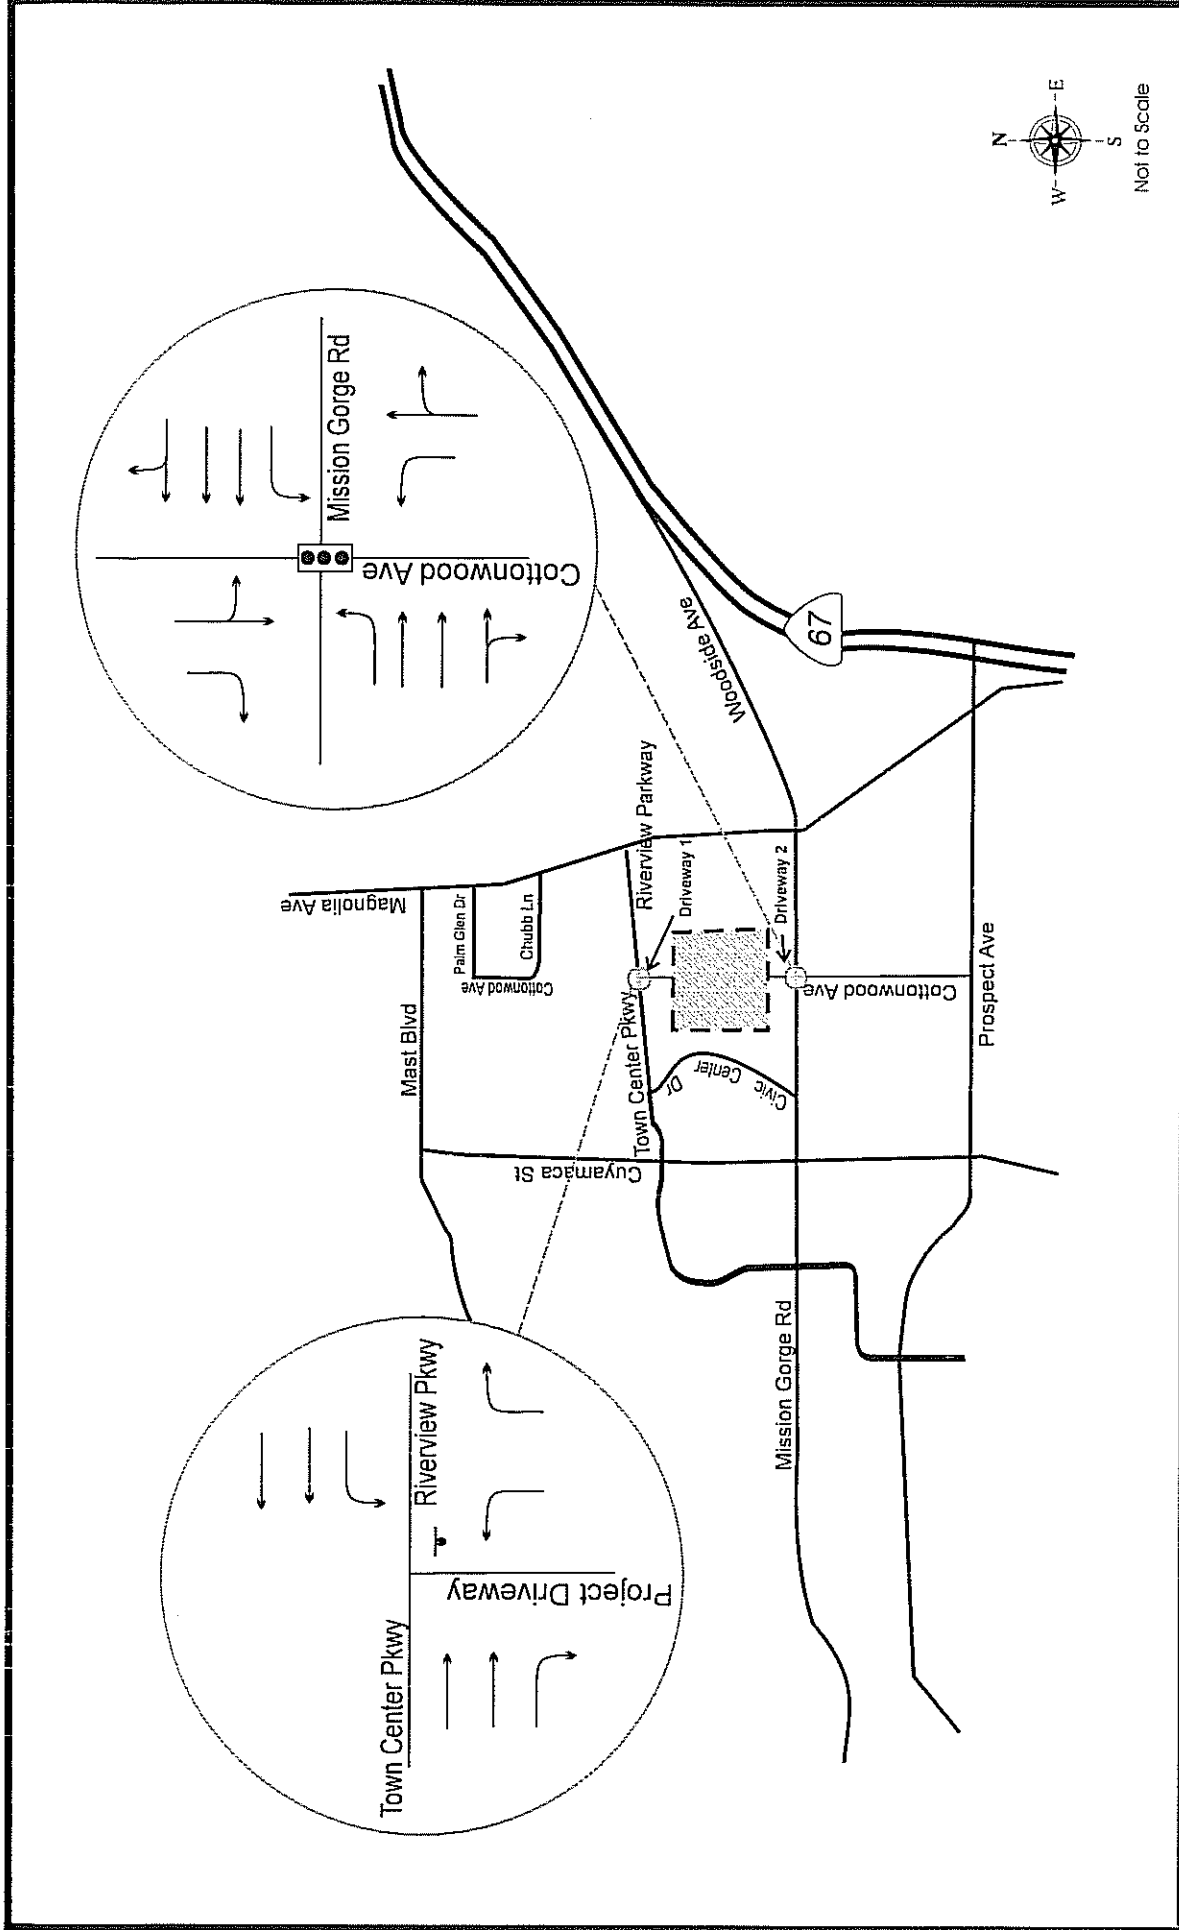 N
W
E
S
Not to Scale
Mission Gorge Rd
Cottonwood Ave
Town Center Pkwy
Riverview Pkwy
Project Driveway
Magnolia Ave
Mast Blvd
Palm Glen Dr
Chubb Ln
Cottonwod Ave
Riverview Parkway
Driveway 1
Town Center Pkwy
Cuyamaca St
Civic Center Dr
Driveway 2
Woodside Ave
67
Mission Gorge Rd
Cottonwood
Ave
Prospect Ave